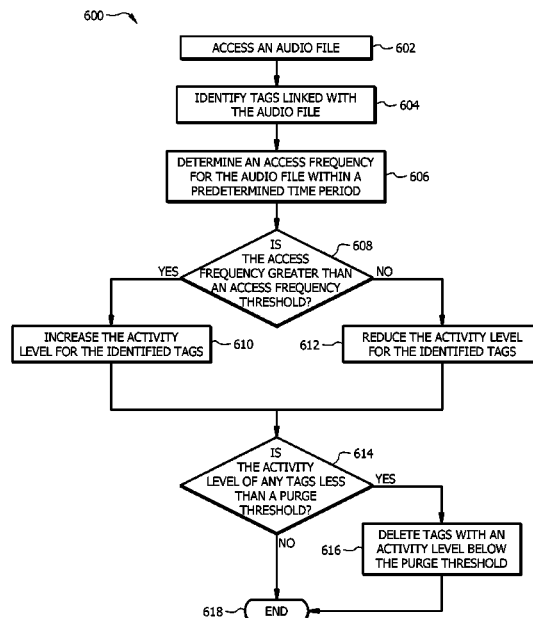 600
ACCESS AN AUDIO FILE
602
IDENTIFY TAGS LINKED WITH
THE AUDIO FILE
604
DETERMINE AN ACCESS FREQUENCY
FOR THE AUDIO FILE WITHIN A
PREDETERMINED TIME PERIOD
606
IS
THE ACCESS
FREQUENCY GREATER THAN
AN ACCESS FREQUENCY
THRESHOLD?
608
YES
NO
INCREASE THE ACTIVITY
LEVEL FOR THE IDENTIFIED TAGS
610
612
REDUCE THE ACTIVITY LEVEL
FOR THE IDENTIFIED TAGS
IS
THE ACTIVITY
LEVEL OF ANY TAGS LESS
THAN A PURGE
THRESHOLD?
614
YES
NO
616
DELETE TAGS WITH AN
ACTIVITY LEVEL BELOW
THE PURGE THRESHOLD
618
END